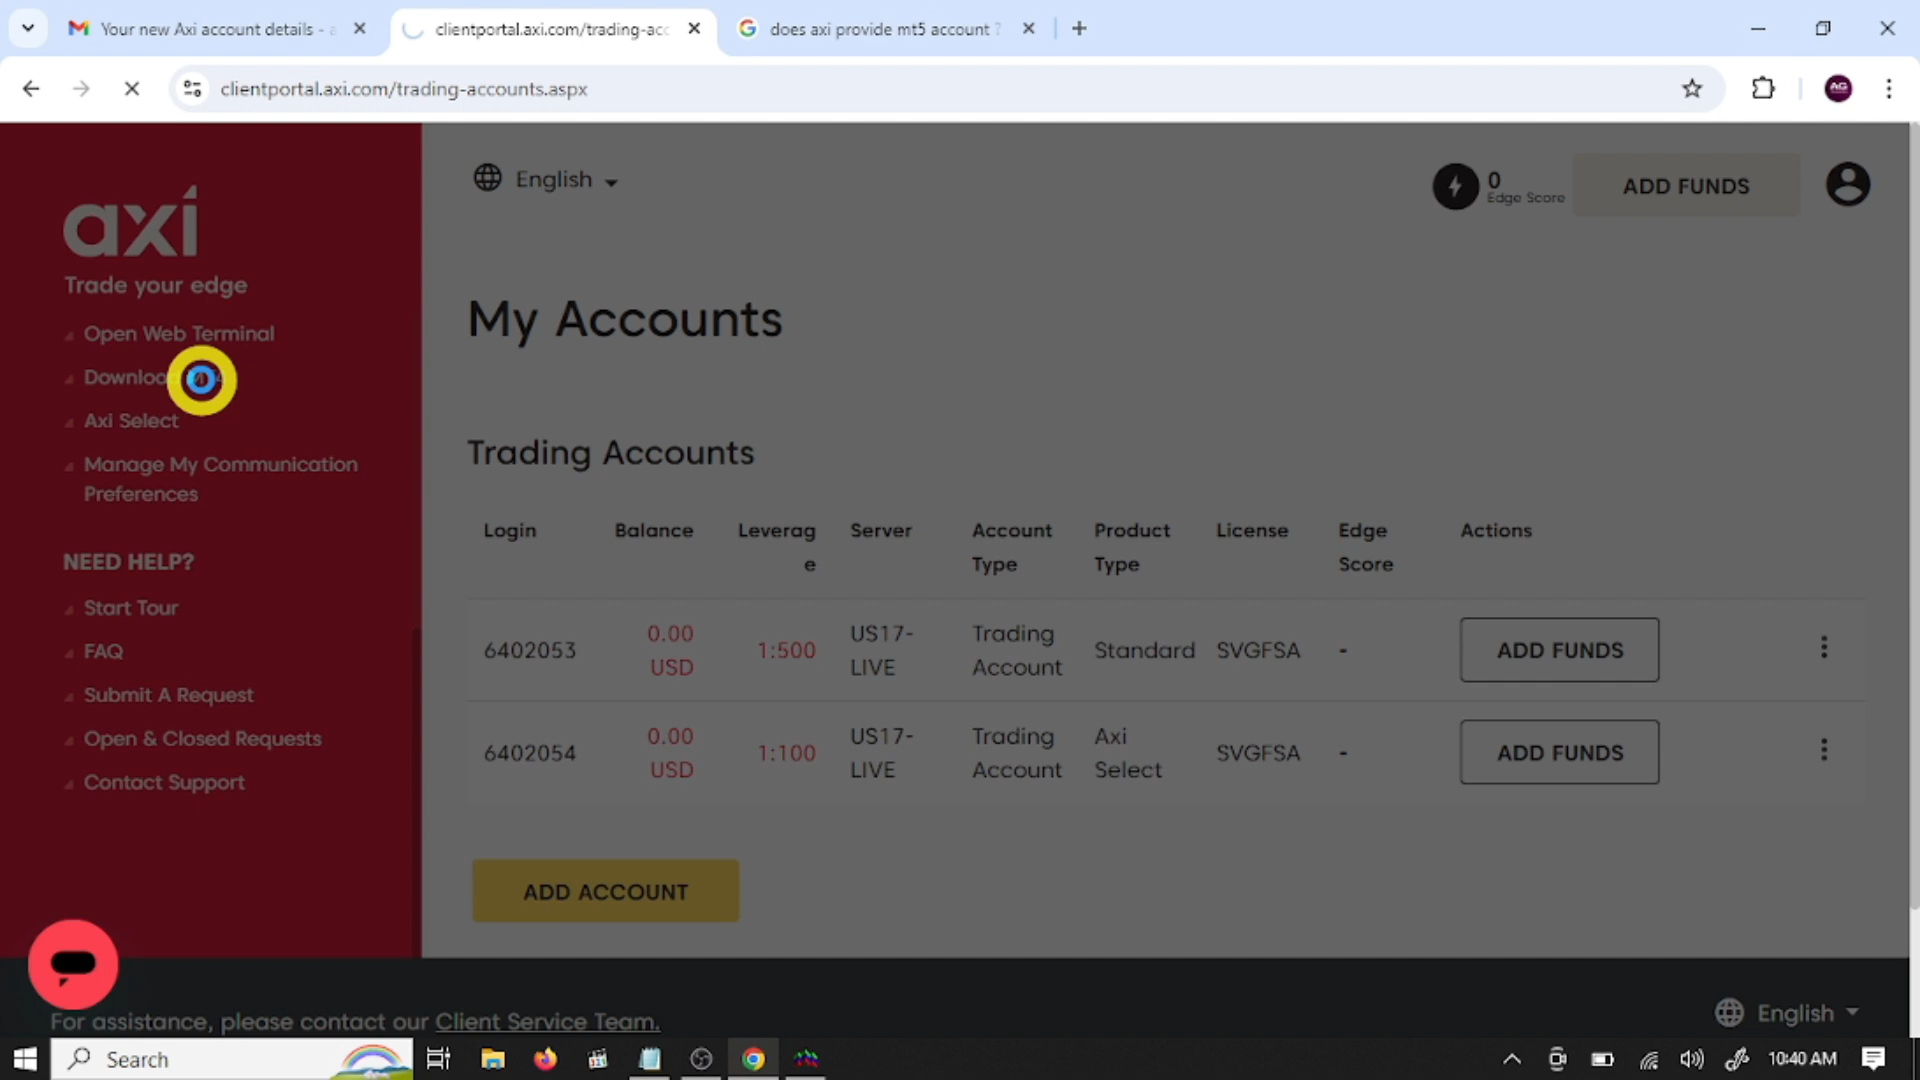 Your new Axi account details - a
clientportal.axi.com/trading-acc
does axi provide mt5 account ?
clientportal.axi.com/trading-accounts.aspx
AG
axi
Trade your edge
Open Web Terminal
Download
Axi Select
Manage My Communication
Preferences
NEED HELP?
Start Tour
FAQ
Submit A Request
Open & Closed Requests
Contact Support
English
0
Edge Score
ADD FUNDS
My Accounts
Trading Accounts
Login Balance Leverag
e Server Account
Type Product
Type License Edge
Score Actions
6402053 0.00
USD 1:500 US17-
LIVE Trading
Account Standard SVGFSA - ADD FUNDS
6402054 0.00
USD 1:100 US17-
LIVE Trading
Account Axi
Select SVGFSA - ADD FUNDS
ADD ACCOUNT
For assistance, please contact our Client Service Team.
English
Search
10:40 AM